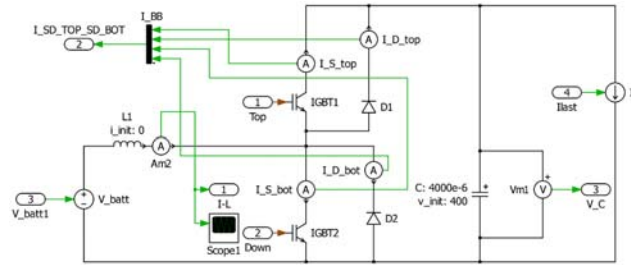 I_BB
I_SD_TOP_SD_BOT
2
A
I_D_top
A
I_S_top
1
Top
IGBT1
D1
4
Ilast
L1
i_init: 0
A
Am2
A
I_D_bot
V_batt
3
V_batt1
1
I-L
I_S_bot
A
C: 4000e-6
v_init: 400
Vm1
V
3
V_C
Scope1
2
Down
IGBT2
D2